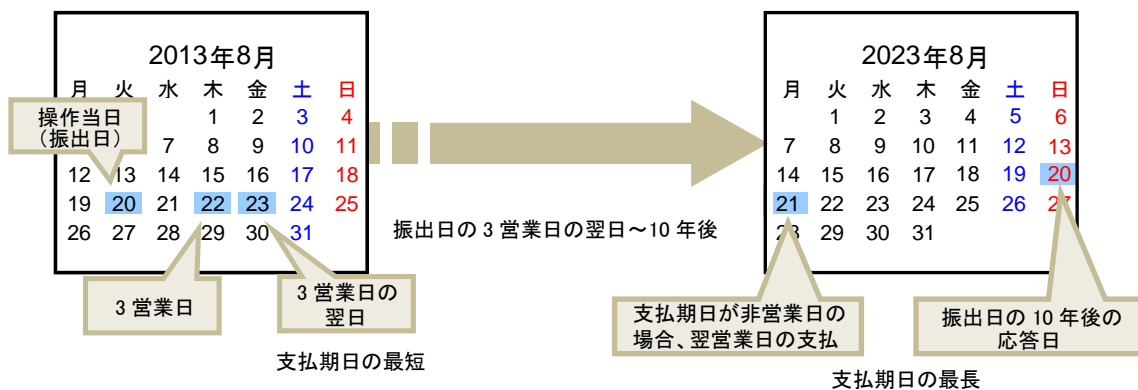 2013年8月
月 火 水 木 金 土 日
1 2 3 4
7 8 9 10 11
12 13 14 15 16 17 18
19 20 21 22 23 24 25
26 27 28 29 30 31
操作当日
(振出日)
3 営業日
3 営業日の
翌日
支払期日の最短
振出日の 3 営業日の翌日~10 年後
2023年8月
月 火 水 木 金 土 日
1 2 3 4 5 6
7 8 9 10 11 12 13
14 15 16 17 18 19 20
21 22 23 24 25 26 27
28 29 30 31
支払期日が非営業日の
場合、翌営業日の支払
振出日の 10 年後の
応答日
支払期日の最長